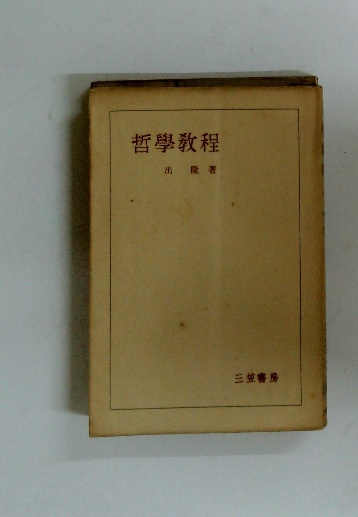 哲學教程
出 隆 著
三笠書房